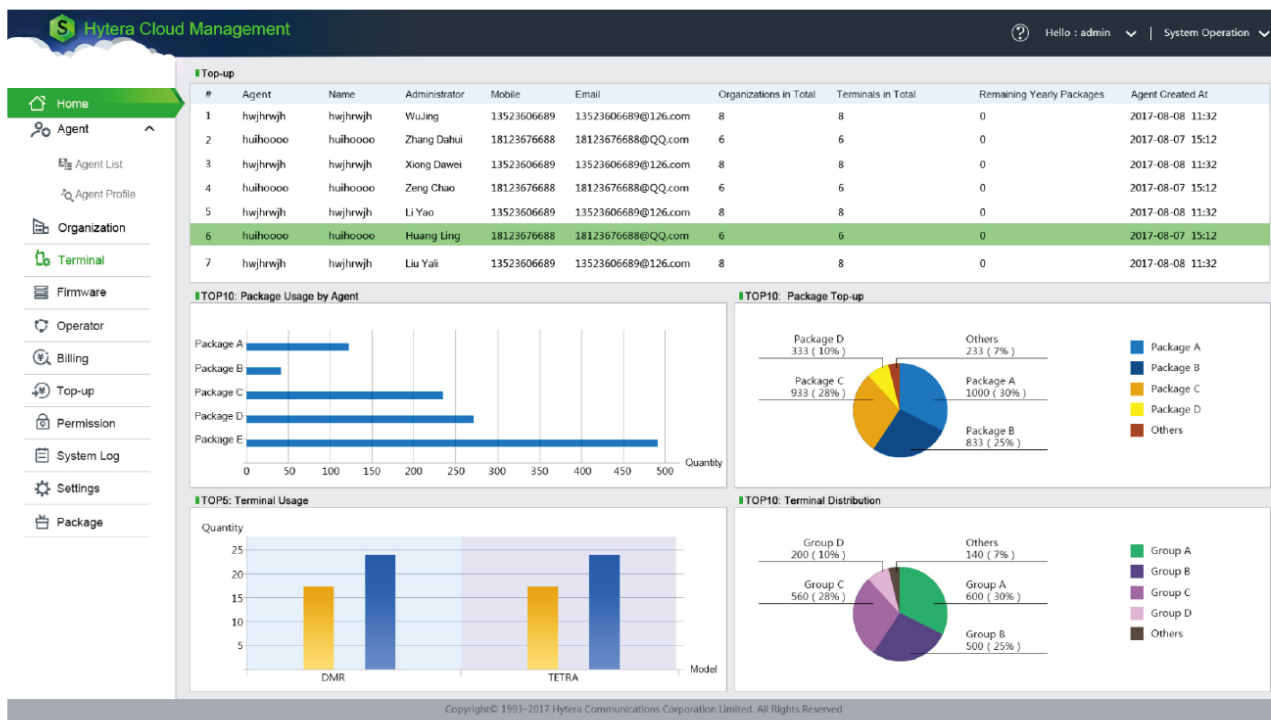 S Hytera Cloud Management
? Hello : admin | System Operation
Top-up
# Agent Name Administrator Mobile Email Organizations in Total Terminals in Total Remaining Yearly Packages Agent Created At
1 hwjhrwjh hwjhrwjh WuJing 13523606689 13523606689@126.com 8 8 0 2017-08-08 11:32
2 huihoooo huihoooo Zhang Dahui 18123676688 18123676688@QQ.com 6 6 0 2017-08-07 15:12
3 hwjhrwjh hwjhrwjh Xiong Dawei 13523606689 13523606689@126.com 8 8 0 2017-08-08 11:32
4 huihoooo huihoooo Zeng Chao 18123676688 18123676688@QQ.com 6 6 0 2017-08-07 15:12
5 hwjhrwjh hwjhrwjh Li Yao 13523606689 13523606689@126.com 8 8 0 2017-08-08 11:32
6 huihoooo huihoooo Huang Ling 18123676688 18123676688@QQ.com 6 6 0 2017-08-07 15:12
7 hwjhrwjh hwjhrwjh Liu Yali 13523606689 13523606689@126.com 8 8 0 2017-08-08 11:32
Home
Agent
Agent List
Agent Profile
Organization
Terminal
Firmware
Operator
Billing
Top-up
Permission
System Log
Settings
Package
TOP10: Package Usage by Agent
Package A
Package B
Package C
Package D
Package E
0 50 100 150 200 250 300 350 400 450 500 Quantity
TOP10: Package Top-up
Package D
333 ( 10% )
Others
233 ( 7% )
Package C
933 ( 28% )
Package A
1000 ( 30% )
Package B
833 ( 25% )
Package A
Package B
Package C
Package D
Others
TOP5: Terminal Usage
Quantity
25
20
15
10
5
DMR TETRA Model
TOP10: Terminal Distribution
Group D
200 ( 10% )
Others
140 ( 7% )
Group C
560 ( 28% )
Group A
600 ( 30% )
Group B
500 ( 25% )
Group A
Group B
Group C
Group D
Others
Copyright© 1993-2017 Hytera Communications Corporation Limited. All Rights Reserved